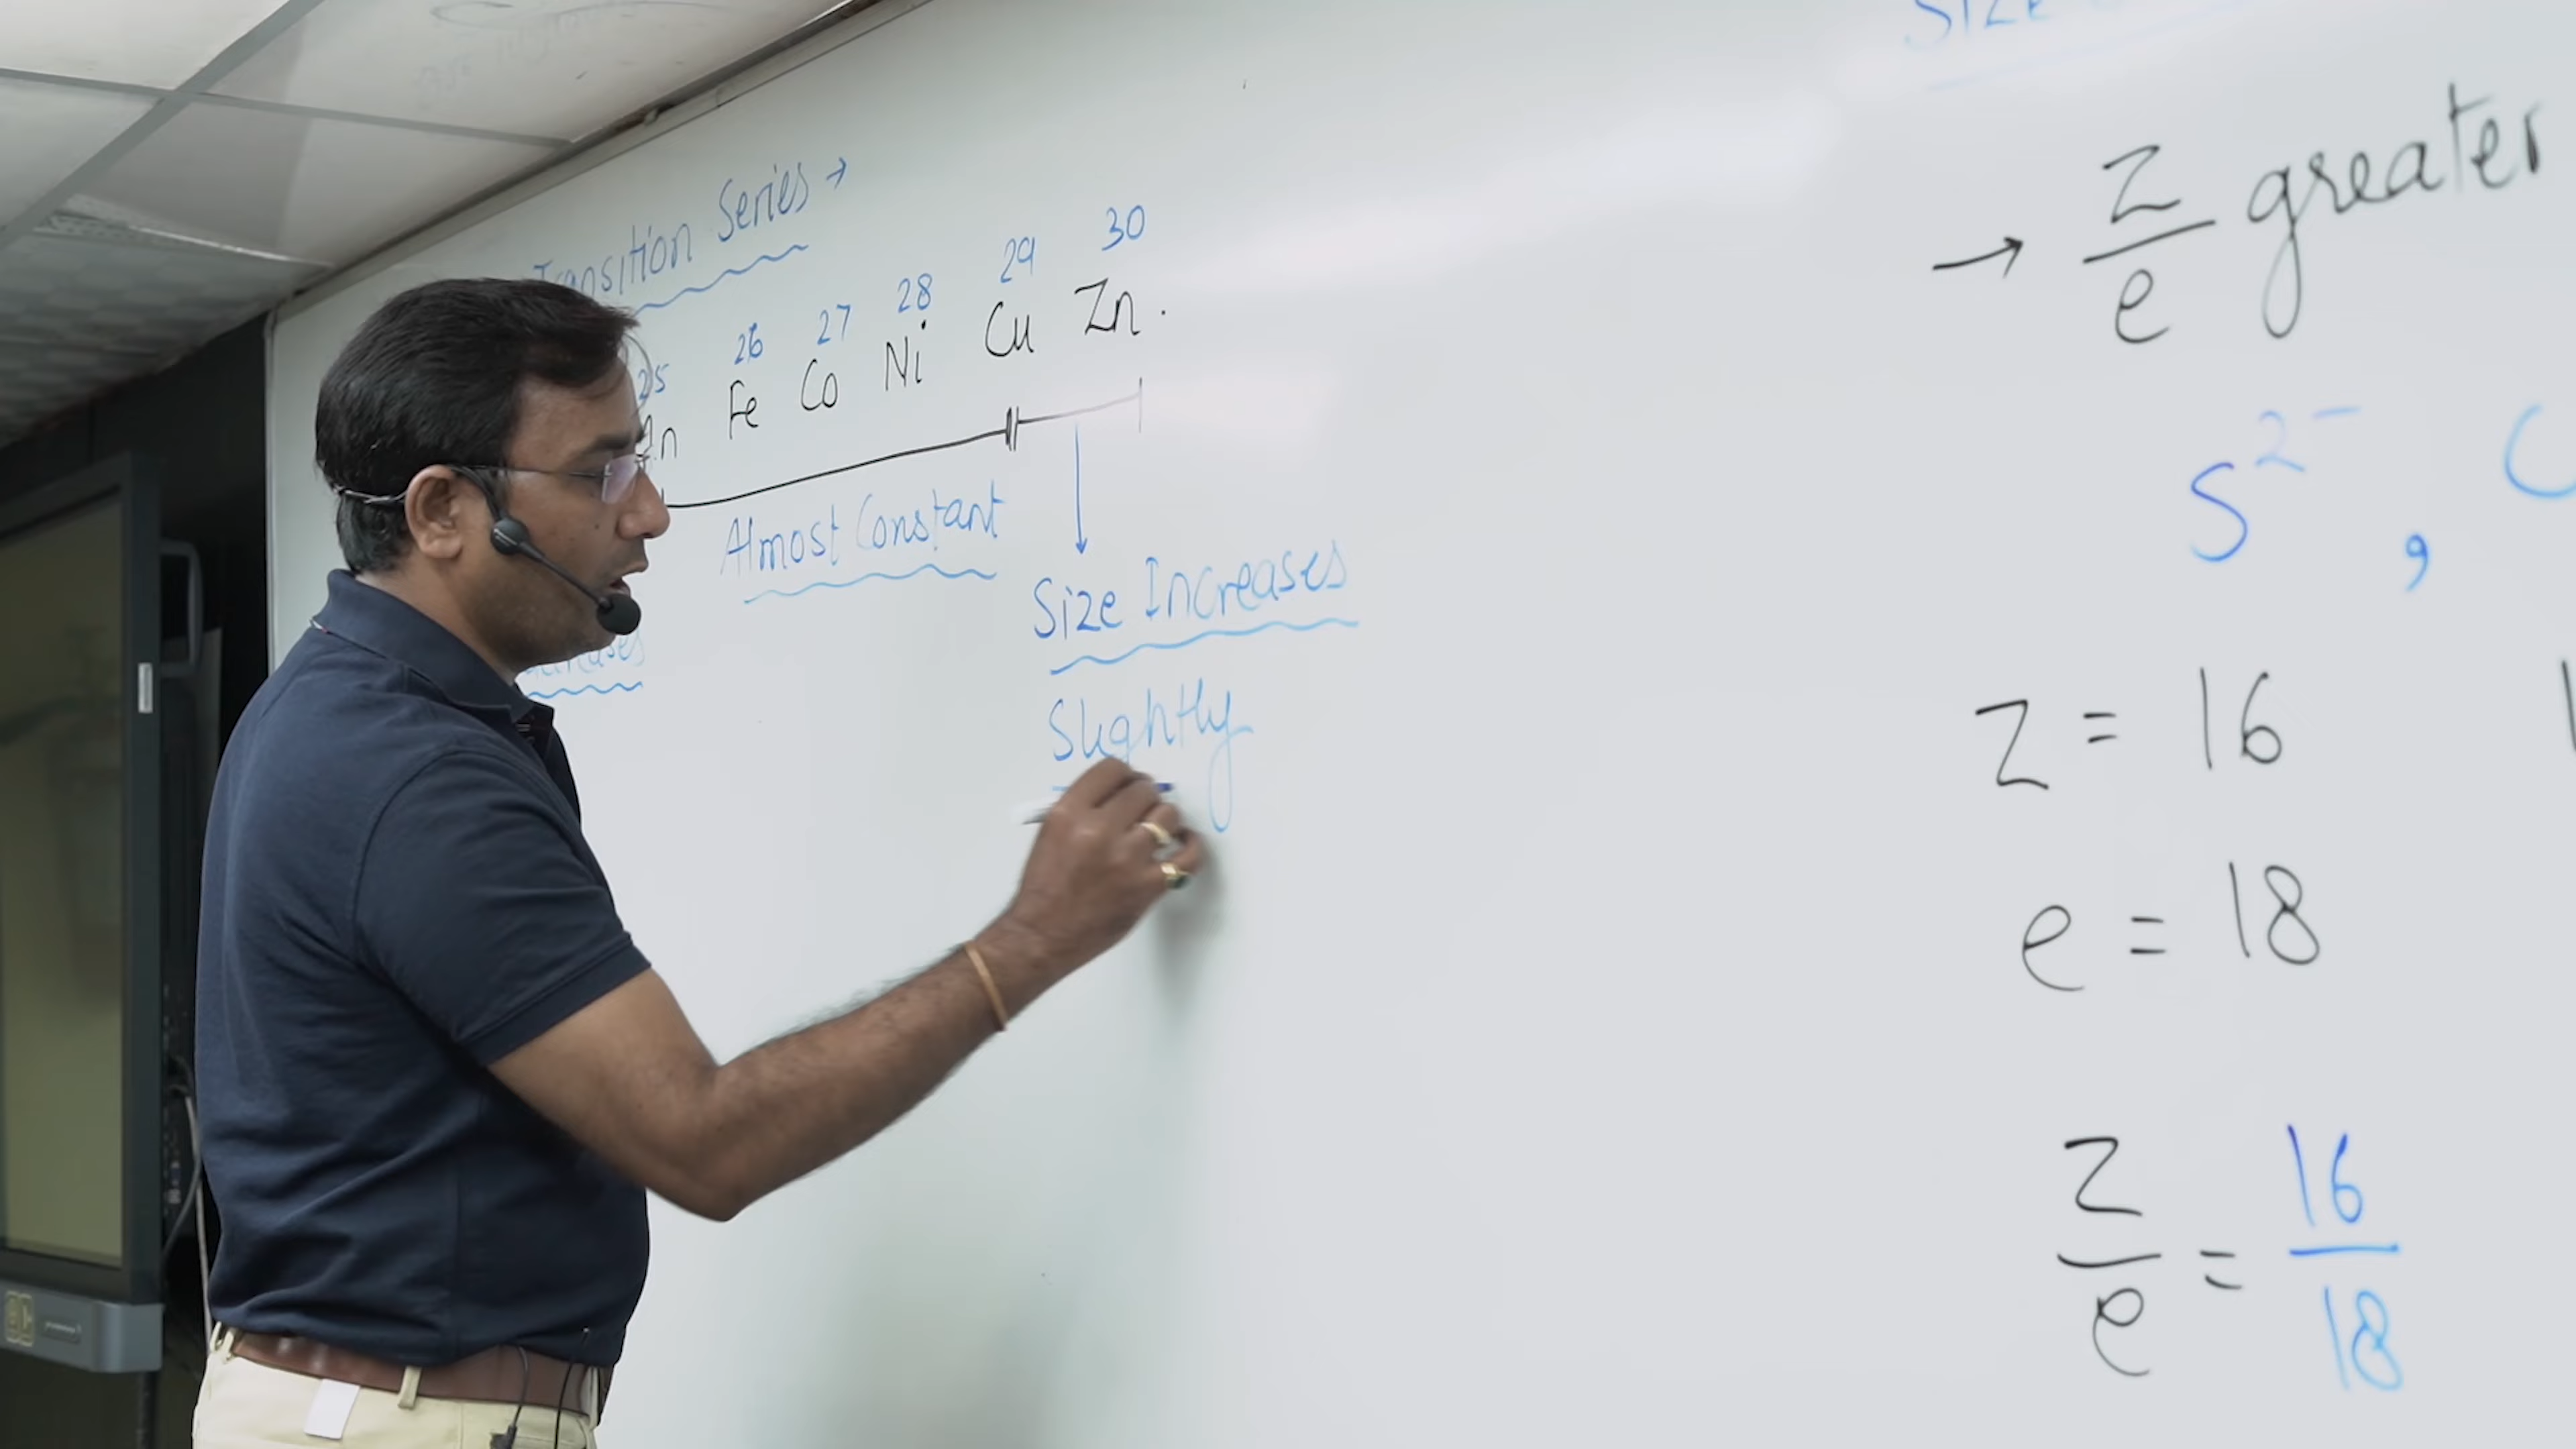 Transition Series →
25 26 27 28 29 30
Mn Fe Co Ni Cu Zn.
Almost Constant
Size Increases
Slightly
Size
→ Z/e greater
S²⁻,
Z = 16
e = 18
Z/e = 16/18